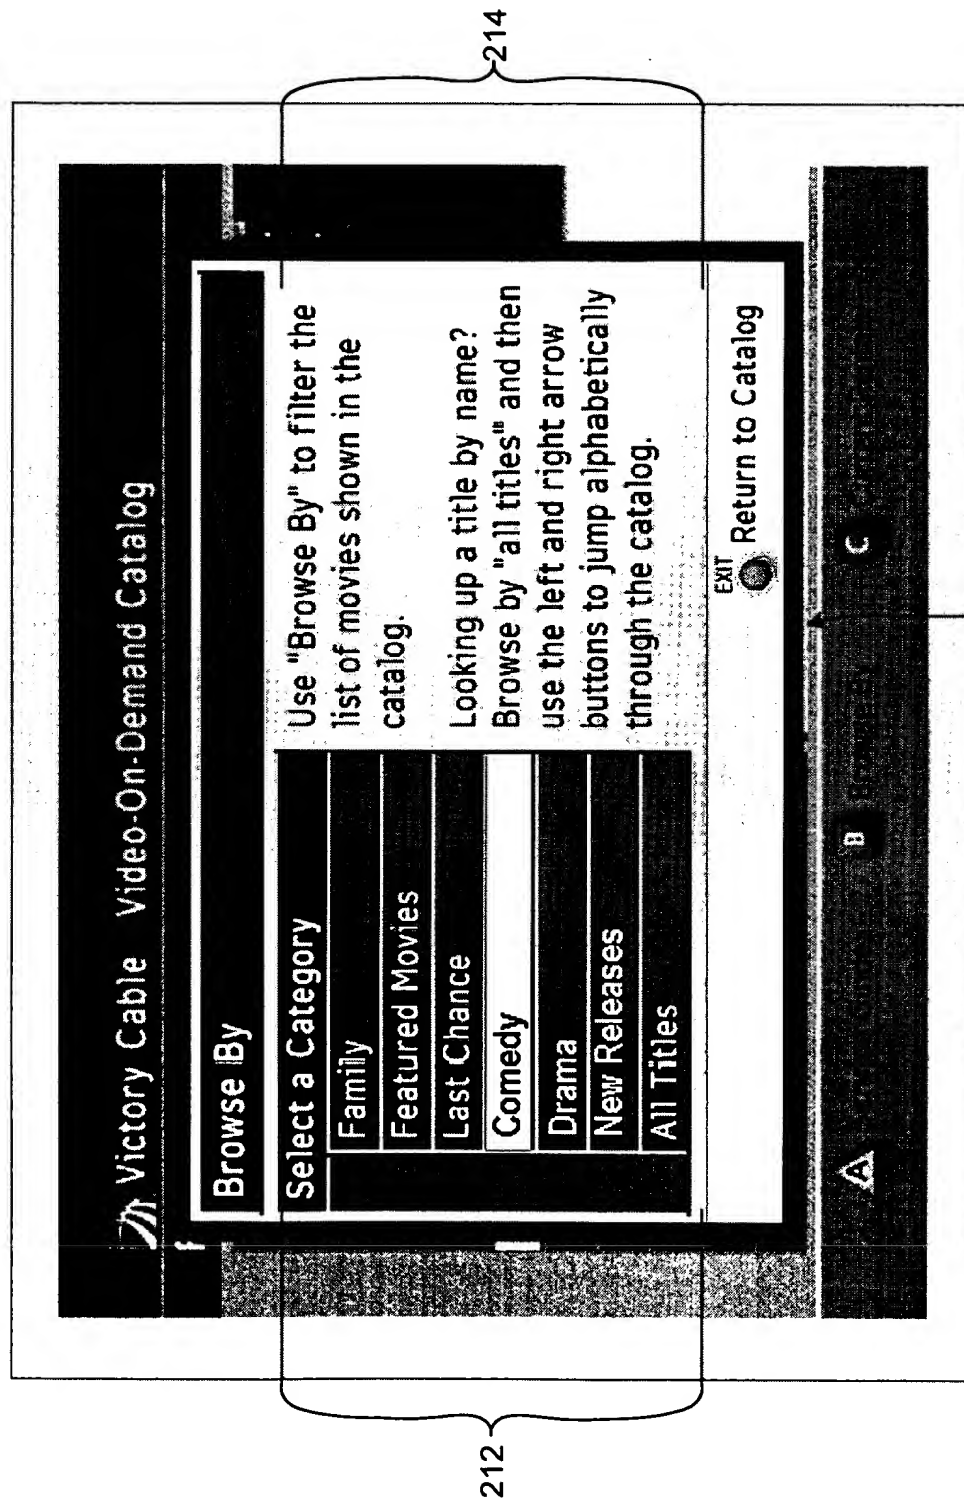 Victory Cable Video-On-Demand Catalog
Browse By
Select a Category
Family
Featured Movies
Last Chance
Comedy
Drama
New Releases
All Titles
Use "Browse By" to filter the
list of movies shown in the
catalog.
Looking up a title by name?
Browse by "all titles" and then
use the left and right arrow
buttons to jump alphabetically
through the catalog.
EXIT
Return to Catalog
A
B
C
212
214